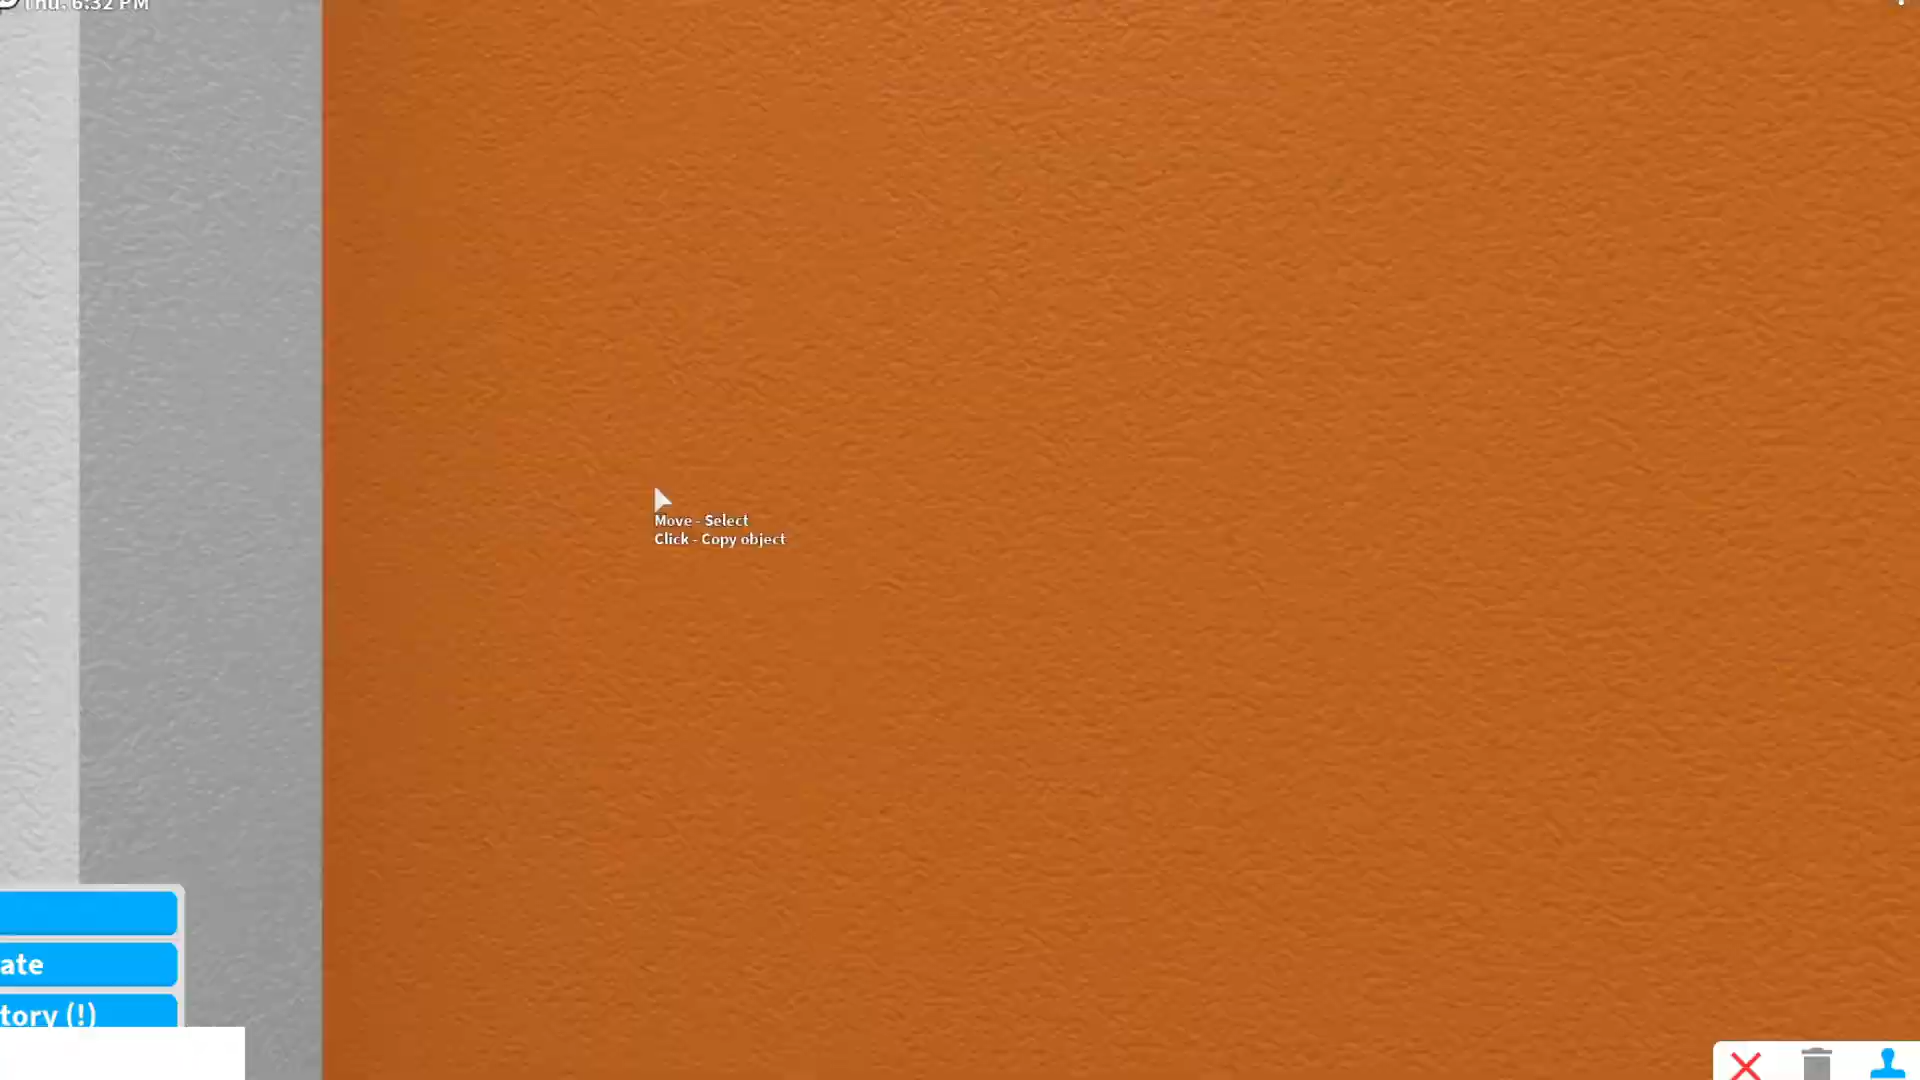 Thu. 6:32 PM
Move - Select
Click - Copy object
ate
tory (!)